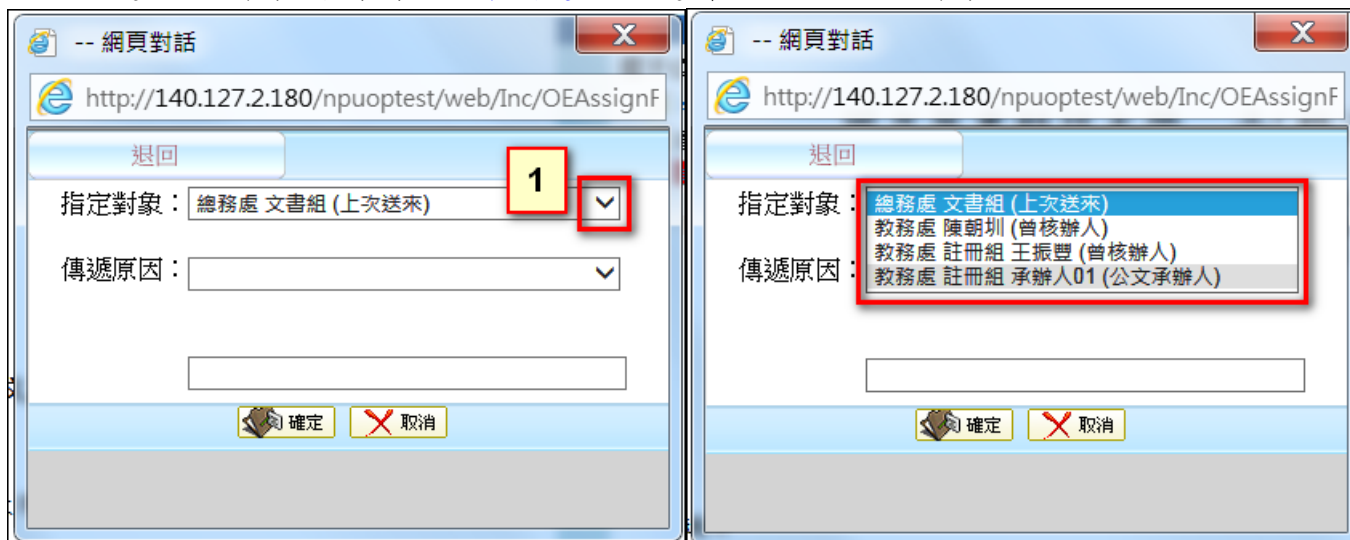 -- 網頁對話
http://140.127.2.180/npuoptest/web/Inc/OEAssignF
退回
1
指定對象：總務處 文書組 (上次送來)
傳遞原因：
確定 取消
-- 網頁對話
http://140.127.2.180/npuoptest/web/Inc/OEAssignF
退回
指定對象：總務處 文書組 (上次送來)
教務處 陳朝圳 (曾核辦人)
教務處 註冊組 王振豐 (曾核辦人)
傳遞原因：
教務處 註冊組 承辦人01 (公文承辦人)
確定 取消